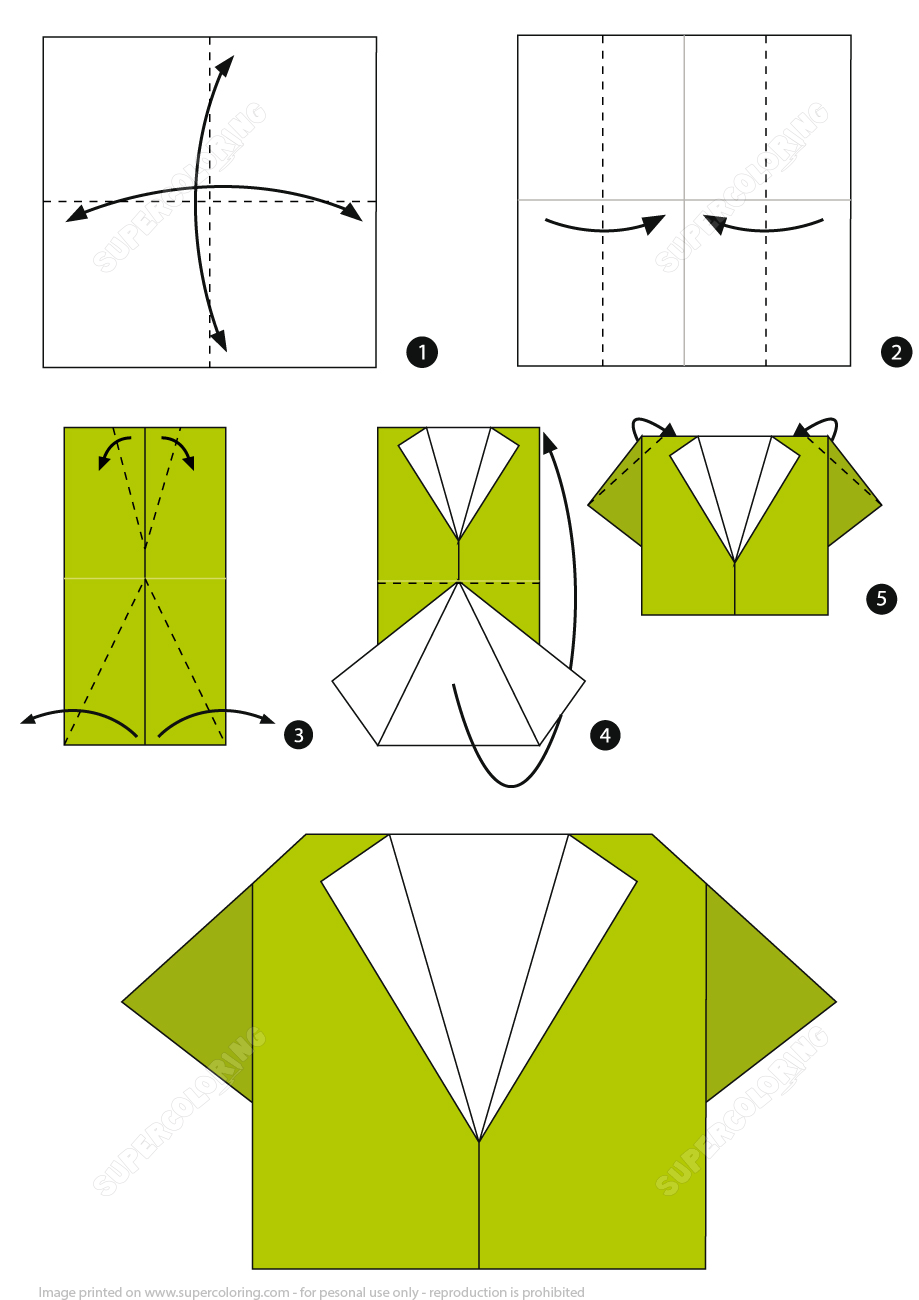 SUPERCOLORING
SUPERCOLORING
1
2
3
4
5
SUPERCOLORING
SUPERCOLORING
Image printed on www.supercoloring.com - for pesonal use only - reproduction is prohibited